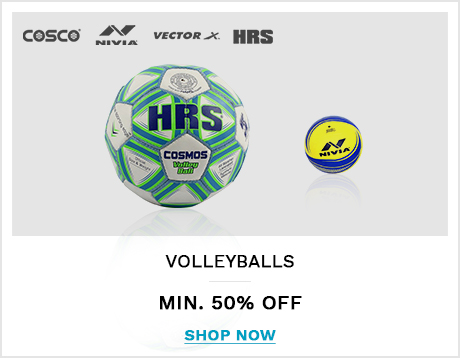 COSCO NIVIA VECTOR X HRS
HRS
COSMOS
Volley
Ball
NIVIA
VOLLEYBALLS
MIN. 50% OFF
SHOP NOW